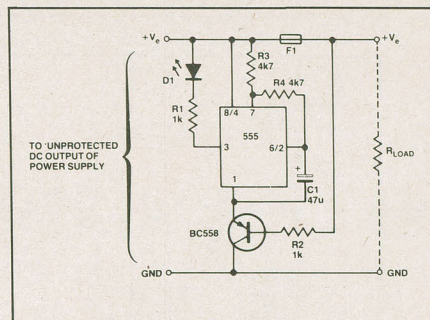 +Ve
+Ve
F1
D1
R3
4k7
R4 4k7
R1
1k
8/4
7
555
3
6/2
1
+
C1
47u
TO UNPROTECTED
DC OUTPUT OF
POWER SUPPLY
RLOAD
BC558
R2
1k
GND
GND